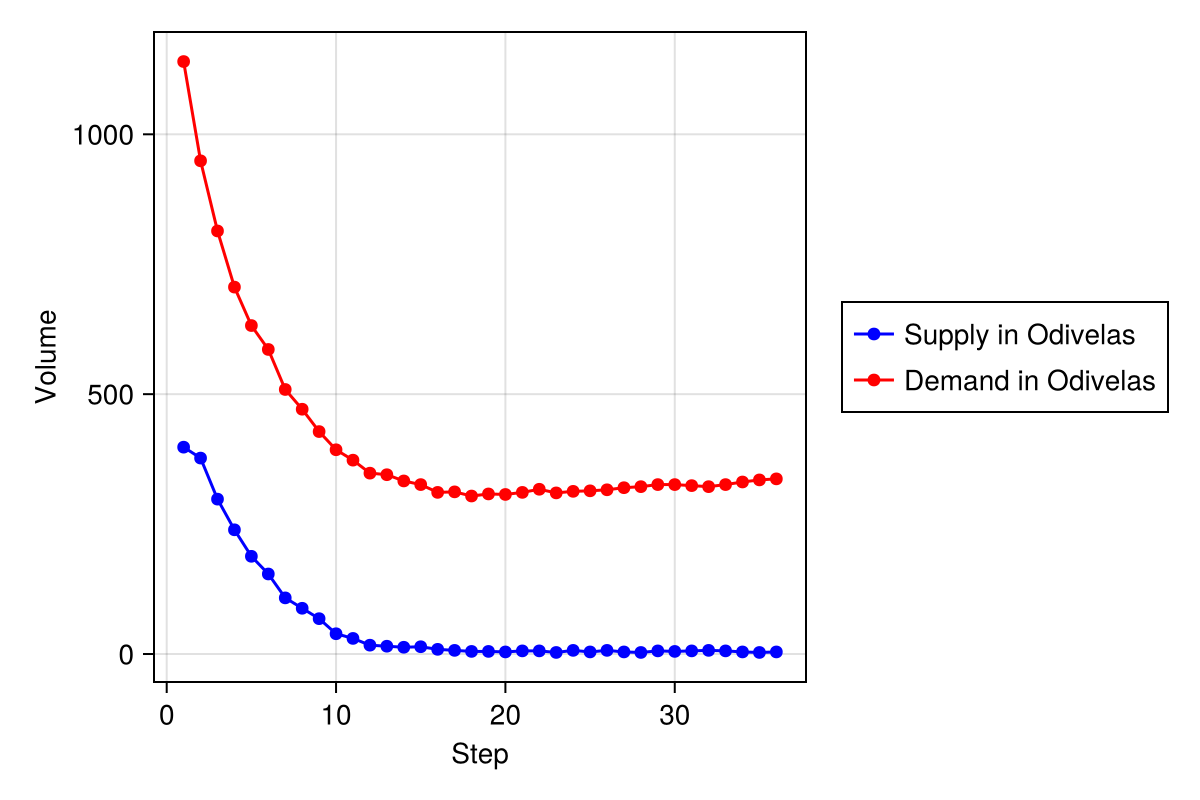 1000
500
0
0 10 20 30
Volume
Step
Supply in Odivelas
Demand in Odivelas